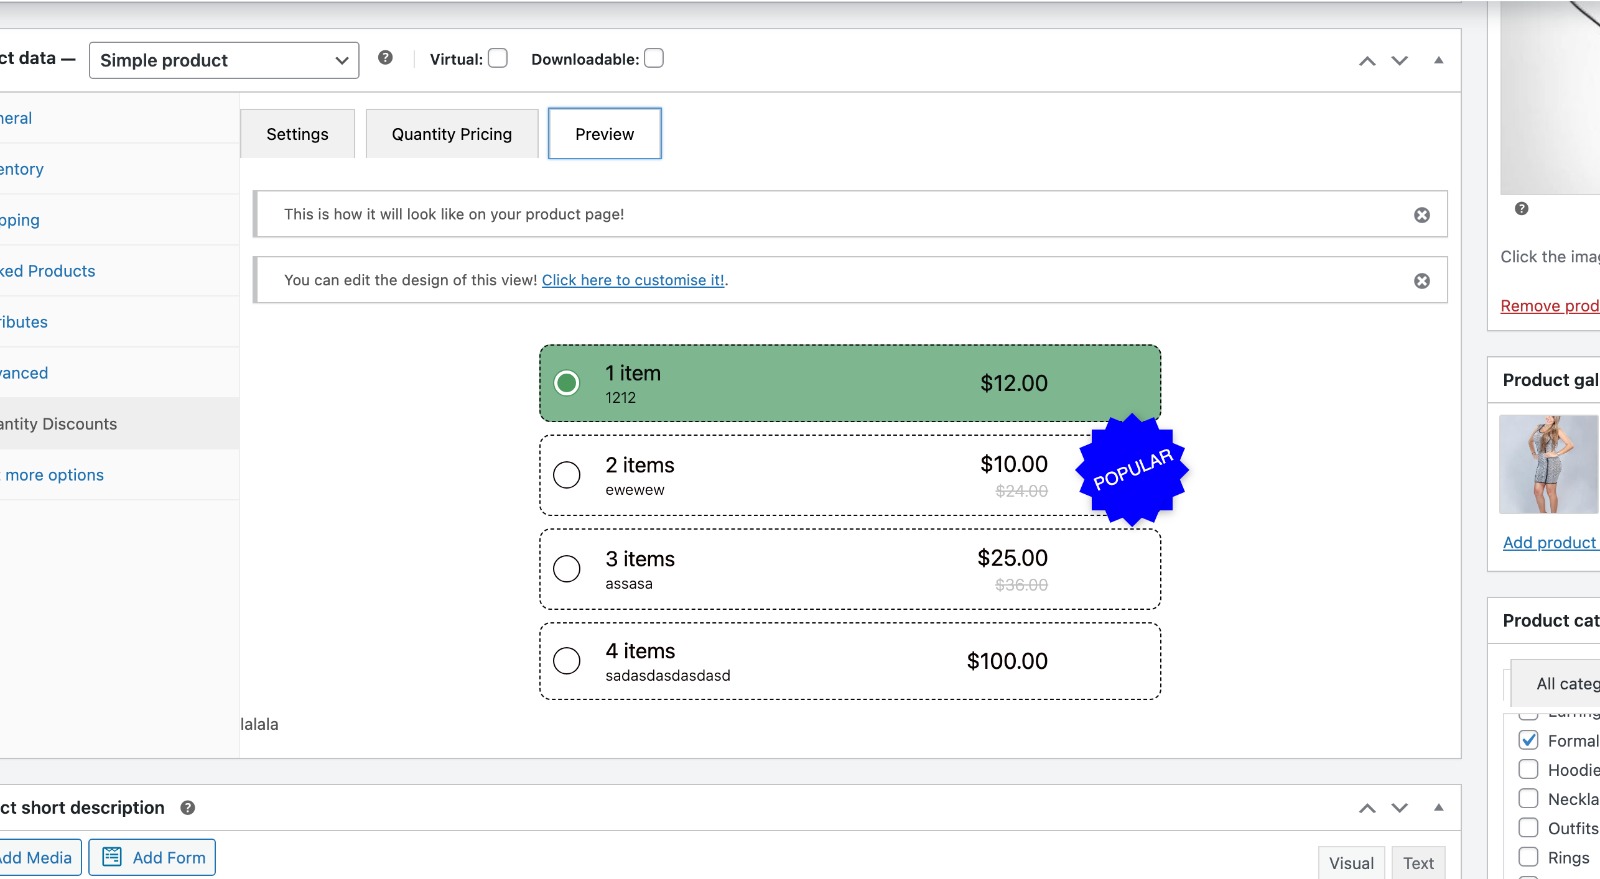 ct data — Simple product Virtual: Downloadable:
neral
entory
pping
ked Products
ributes
vanced
antity Discounts
t more options
Settings Quantity Pricing Preview
This is how it will look like on your product page!
You can edit the design of this view! Click here to customise it!.
1 item
1212
$12.00
2 items
ewewew
$10.00
$24.00
POPULAR
3 items
assasa
$25.00
$36.00
4 items
sadasdasdasdasd
$100.00
lalala
ct short description
Add Media Add Form
Visual Text
Click the imag
Remove prod
Product gal
Add product
Product cat
All categ
Earring
Formal
Hoodie
Neckla
Outfits
Rings